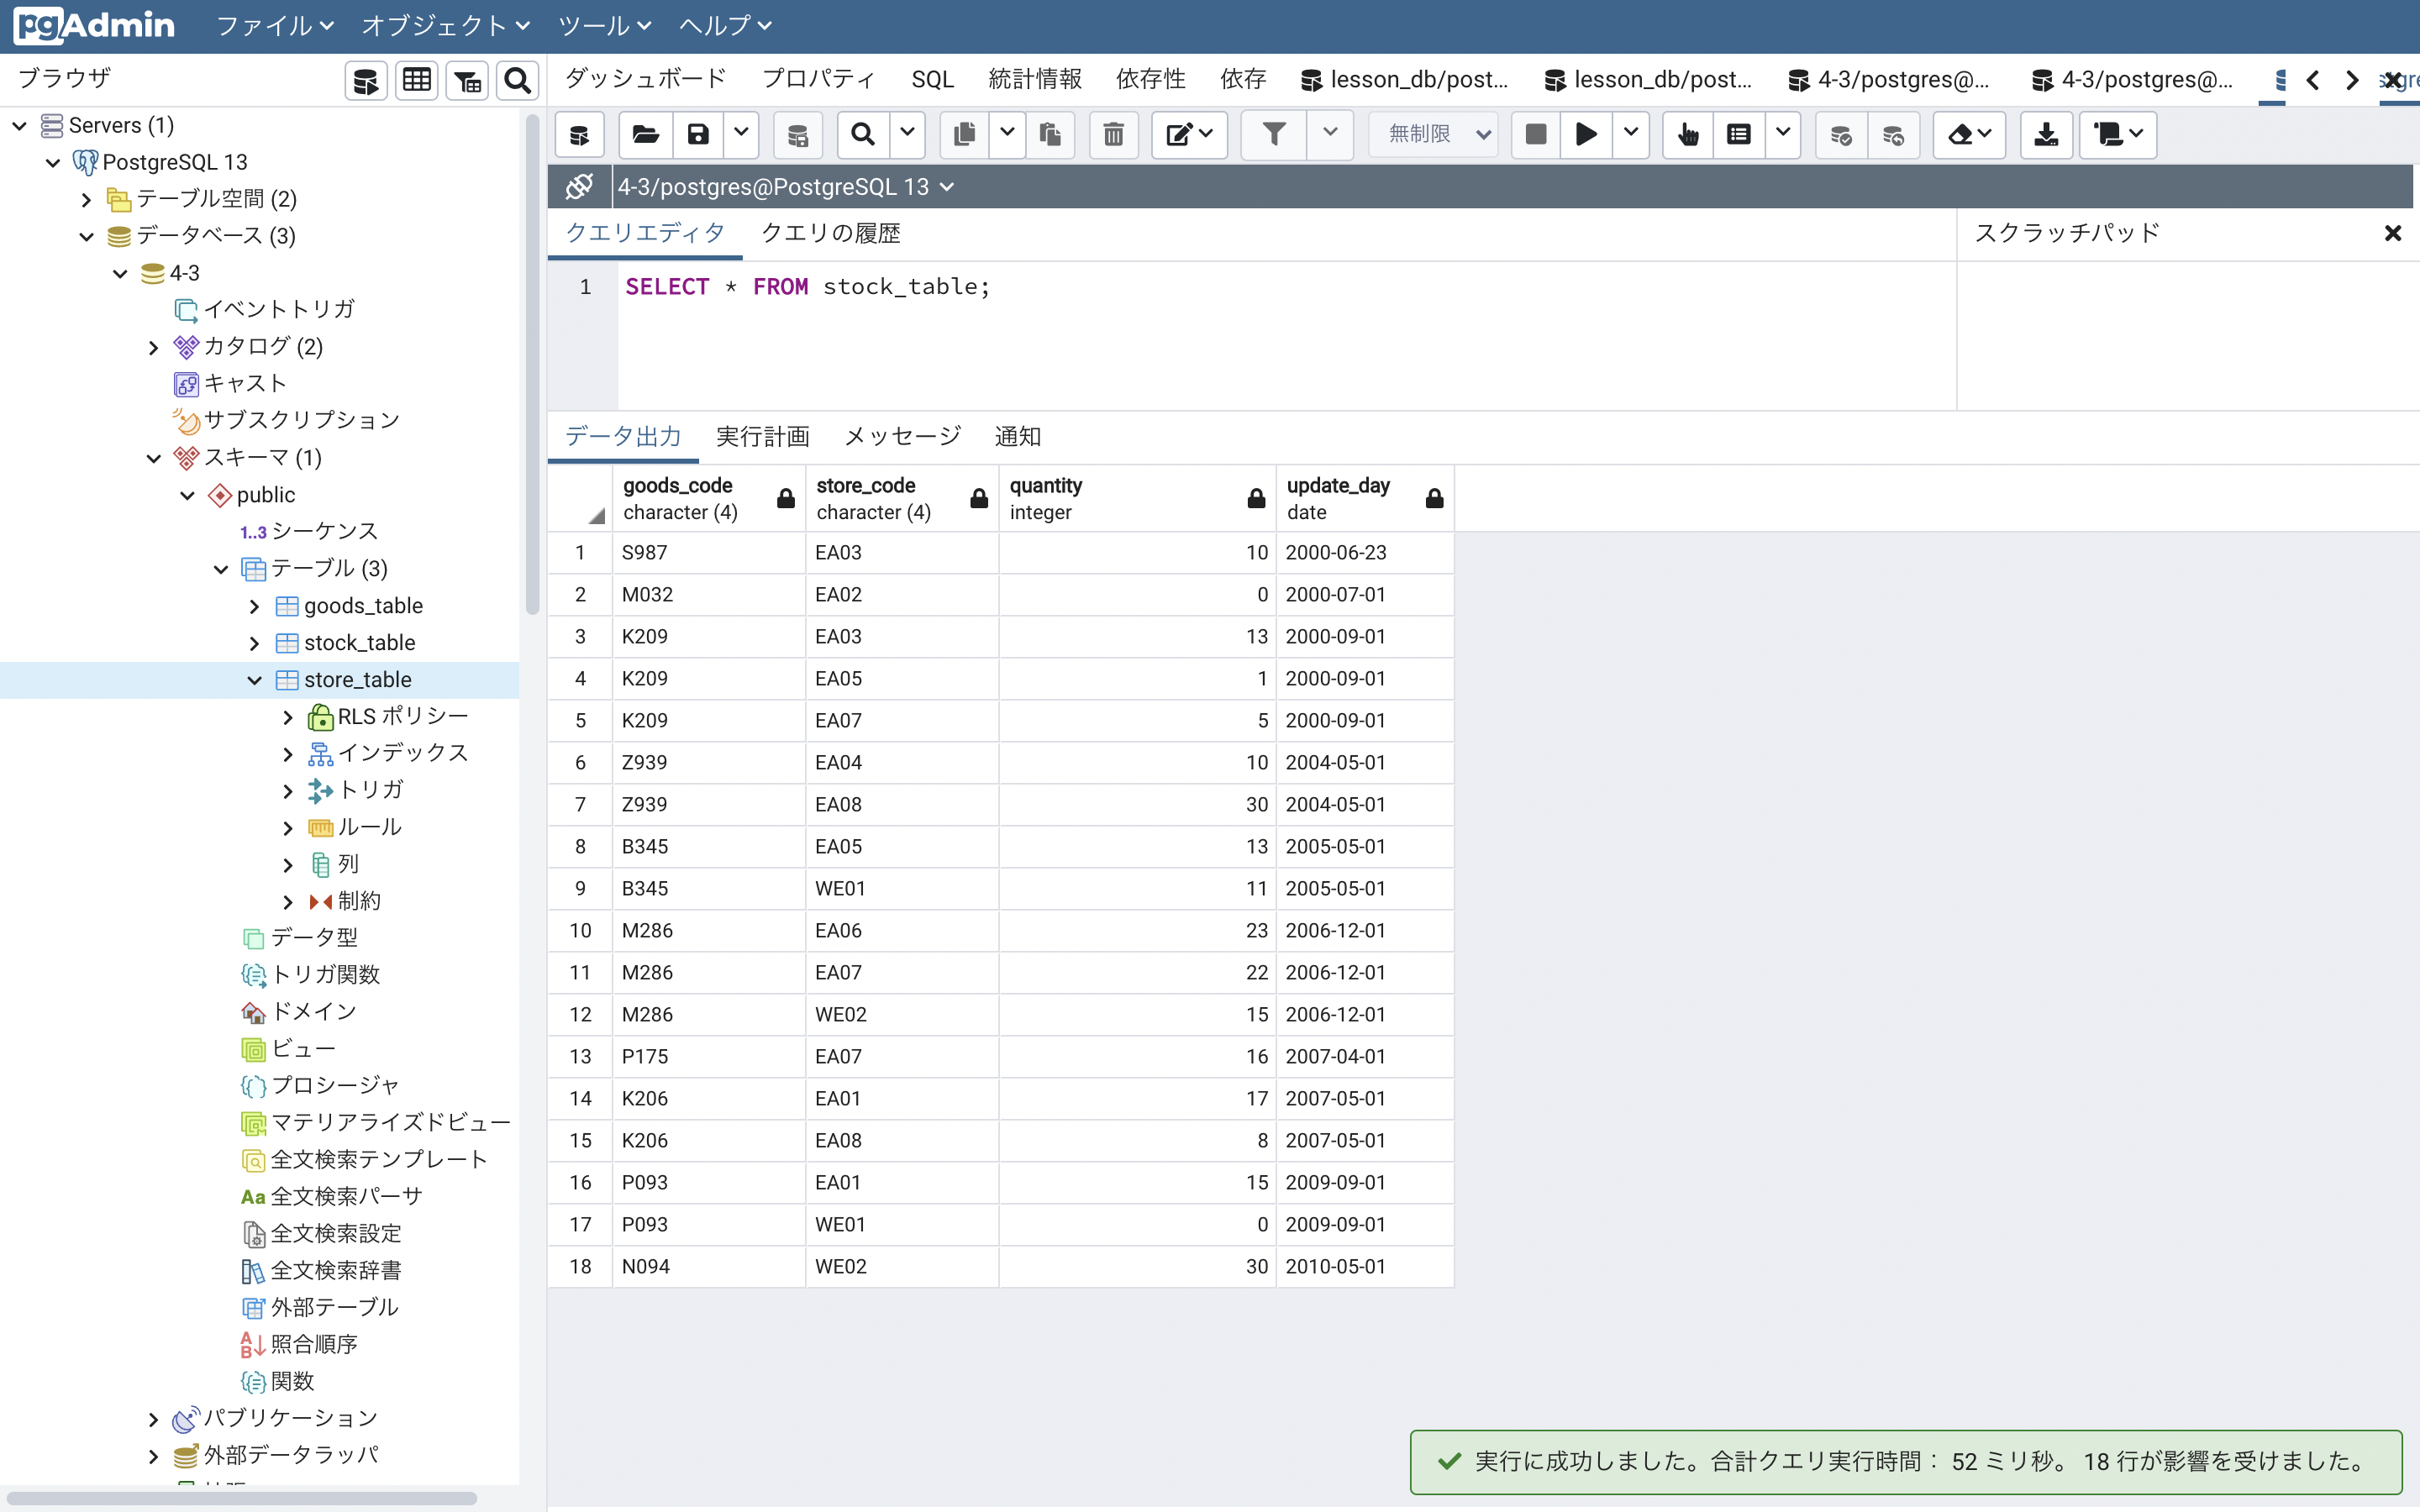 pgAdmin ファイル オブジェクト ツール ヘルプ
ブラウザ
ダッシュボード プロパティ SQL 統計情報 依存性 依存 lesson_db/post... lesson_db/post... 4-3/postgres@... 4-3/postgres@...
Servers (1)
PostgreSQL 13
テーブル空間 (2)
データベース (3)
4-3
イベントトリガ
カタログ (2)
キャスト
サブスクリプション
スキーマ (1)
public
1..3 シーケンス
テーブル (3)
goods_table
stock_table
store_table
RLS ポリシー
インデックス
トリガ
ルール
列
制約
データ型
トリガ関数
ドメイン
ビュー
プロシージャ
マテリアライズドビュー
全文検索テンプレート
Aa 全文検索パーサ
全文検索設定
全文検索辞書
外部テーブル
照合順序
関数
パブリケーション
外部データラッパ
無制限
4-3/postgres@PostgreSQL 13
クエリエディタ クエリの履歴
スクラッチパッド
1 SELECT * FROM stock_table;
データ出力 実行計画 メッセージ 通知
goods_code store_code quantity update_day
character (4) character (4) integer date
1 S987 EA03 10 2000-06-23
2 M032 EA02 0 2000-07-01
3 K209 EA03 13 2000-09-01
4 K209 EA05 1 2000-09-01
5 K209 EA07 5 2000-09-01
6 Z939 EA04 10 2004-05-01
7 Z939 EA08 30 2004-05-01
8 B345 EA05 13 2005-05-01
9 B345 WE01 11 2005-05-01
10 M286 EA06 23 2006-12-01
11 M286 EA07 22 2006-12-01
12 M286 WE02 15 2006-12-01
13 P175 EA07 16 2007-04-01
14 K206 EA01 17 2007-05-01
15 K206 EA08 8 2007-05-01
16 P093 EA01 15 2009-09-01
17 P093 WE01 0 2009-09-01
18 N094 WE02 30 2010-05-01
実行に成功しました。合計クエリ実行時間： 52 ミリ秒。 18 行が影響を受けました。